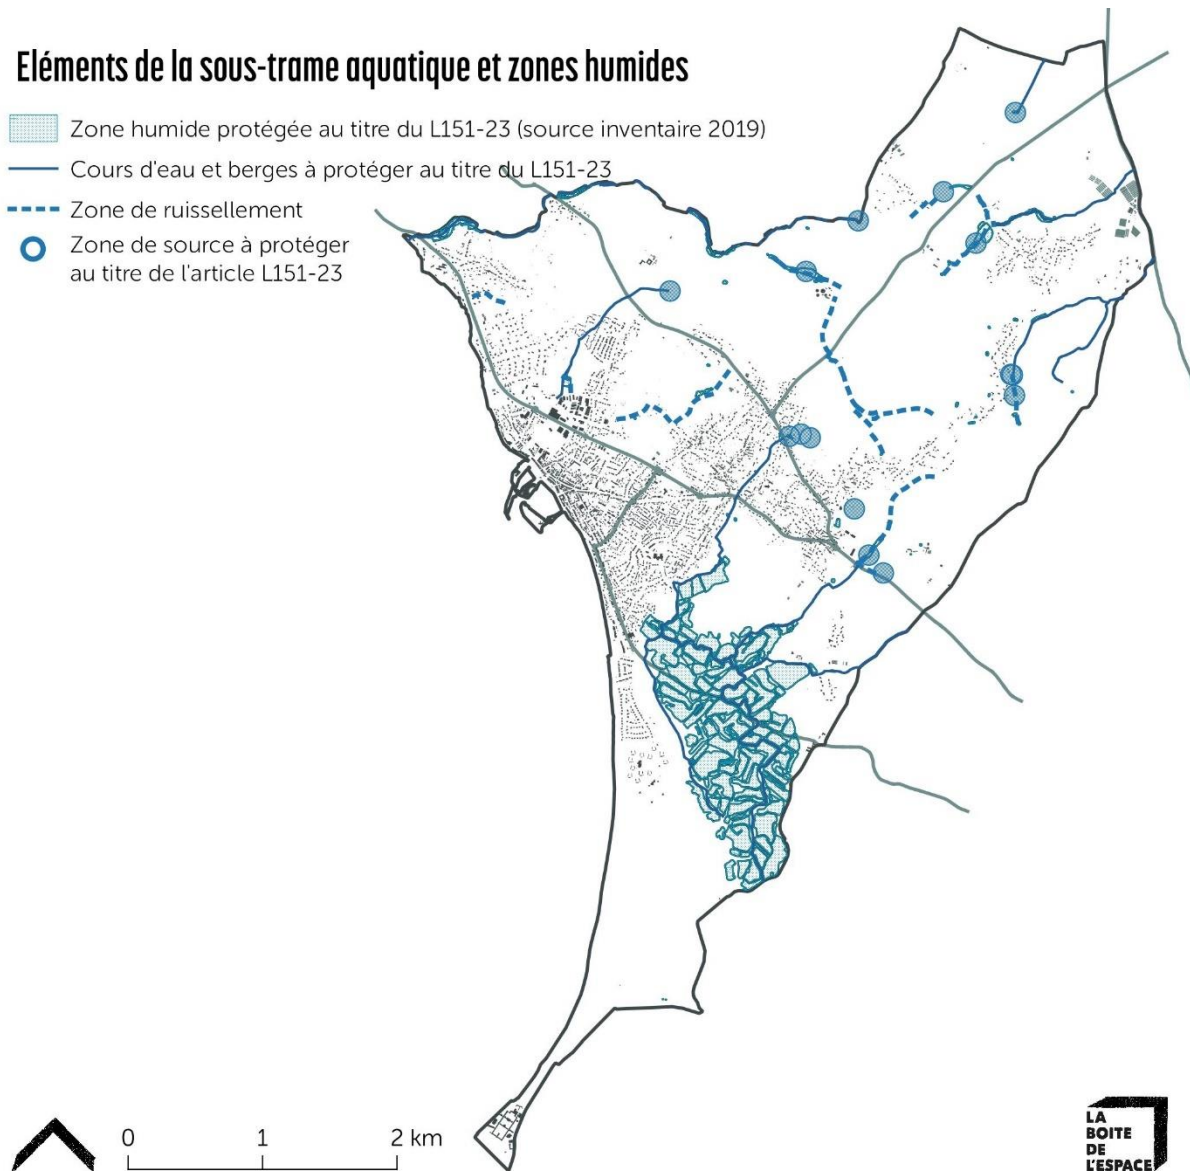 Eléments de la sous-trame aquatique et zones humides
Zone humide protégée au titre du L151-23 (source inventaire 2019)
Cours d'eau et berges à protéger au titre du L151-23
Zone de ruissellement
Zone de source à protéger
au titre de l'article L151-23
0 1 2 km
LA
BOITE
DE
L'ESPACE